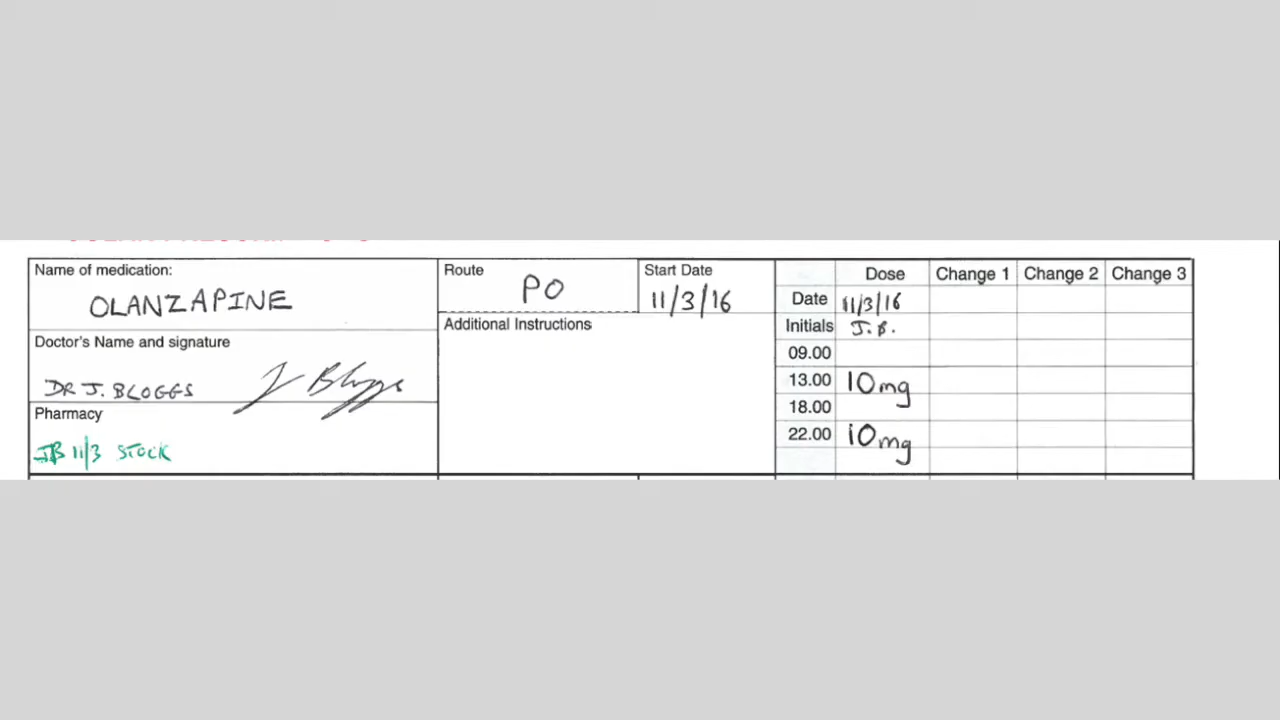 Name of medication:
OLANZAPINE
Route
PO
Start Date
11/3/16
Doctor's Name and signature
DR J. BLOGGS J Bloggs
Additional Instructions
Pharmacy
JB 11/3 STOCK
Dose Change 1 Change 2 Change 3
Date 11/3/16
Initials J.B.
09.00
13.00 10mg
18.00
22.00 10mg